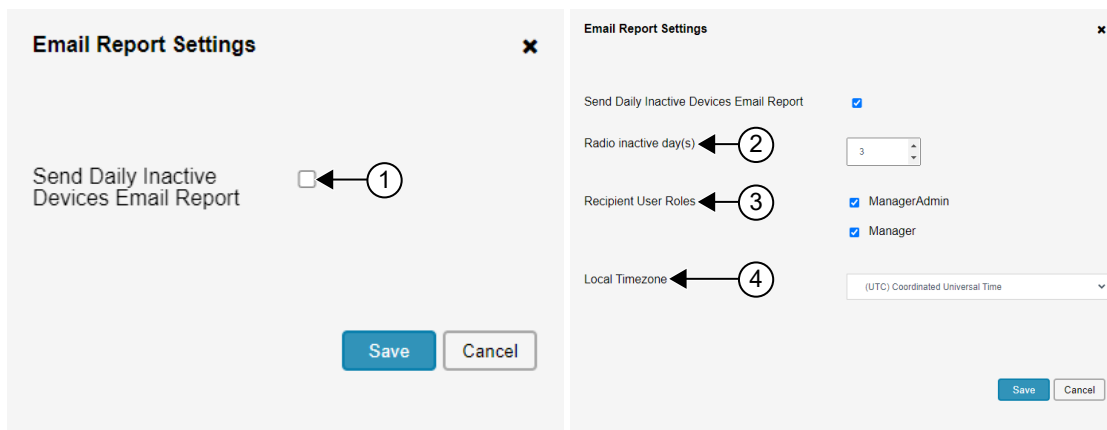 Email Report Settings
Send Daily Inactive
Devices Email Report
1
Save
Cancel
Email Report Settings
Send Daily Inactive Devices Email Report
Radio inactive day(s)
2
3
Recipient User Roles
3
ManagerAdmin
Manager
Local Timezone
4
(UTC) Coordinated Universal Time
Save
Cancel